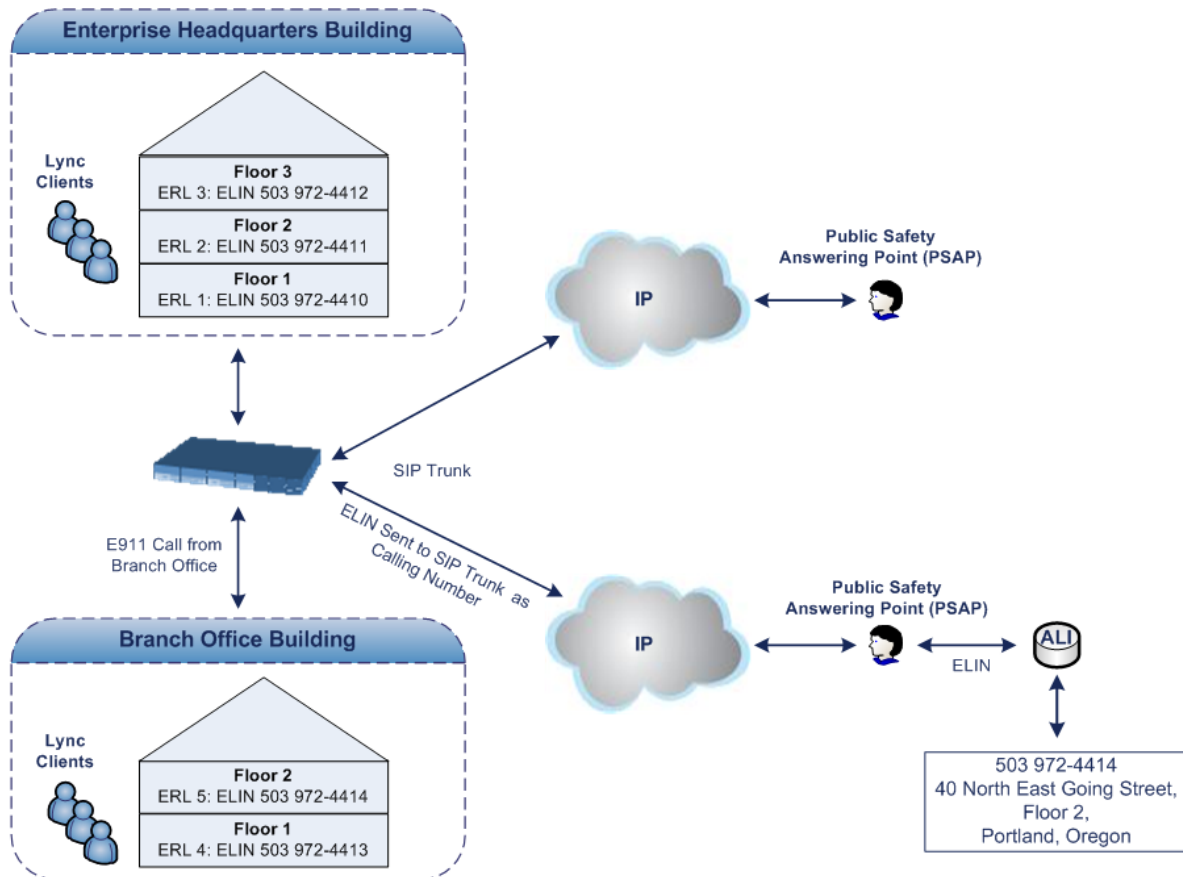 Enterprise Headquarters Building
Lync
Clients
Floor 3
ERL 3: ELIN 503 972-4412
Floor 2
ERL 2: ELIN 503 972-4411
Floor 1
ERL 1: ELIN 503 972-4410
IP
Public Safety
Answering Point (PSAP)
SIP Trunk
ELIN Sent to SIP Trunk as
Calling Number
E911 Call from
Branch Office
Branch Office Building
Lync
Clients
Floor 2
ERL 5: ELIN 503 972-4414
Floor 1
ERL 4: ELIN 503 972-4413
IP
Public Safety
Answering Point (PSAP)
ELIN
ALI
503 972-4414
40 North East Going Street,
Floor 2,
Portland, Oregon